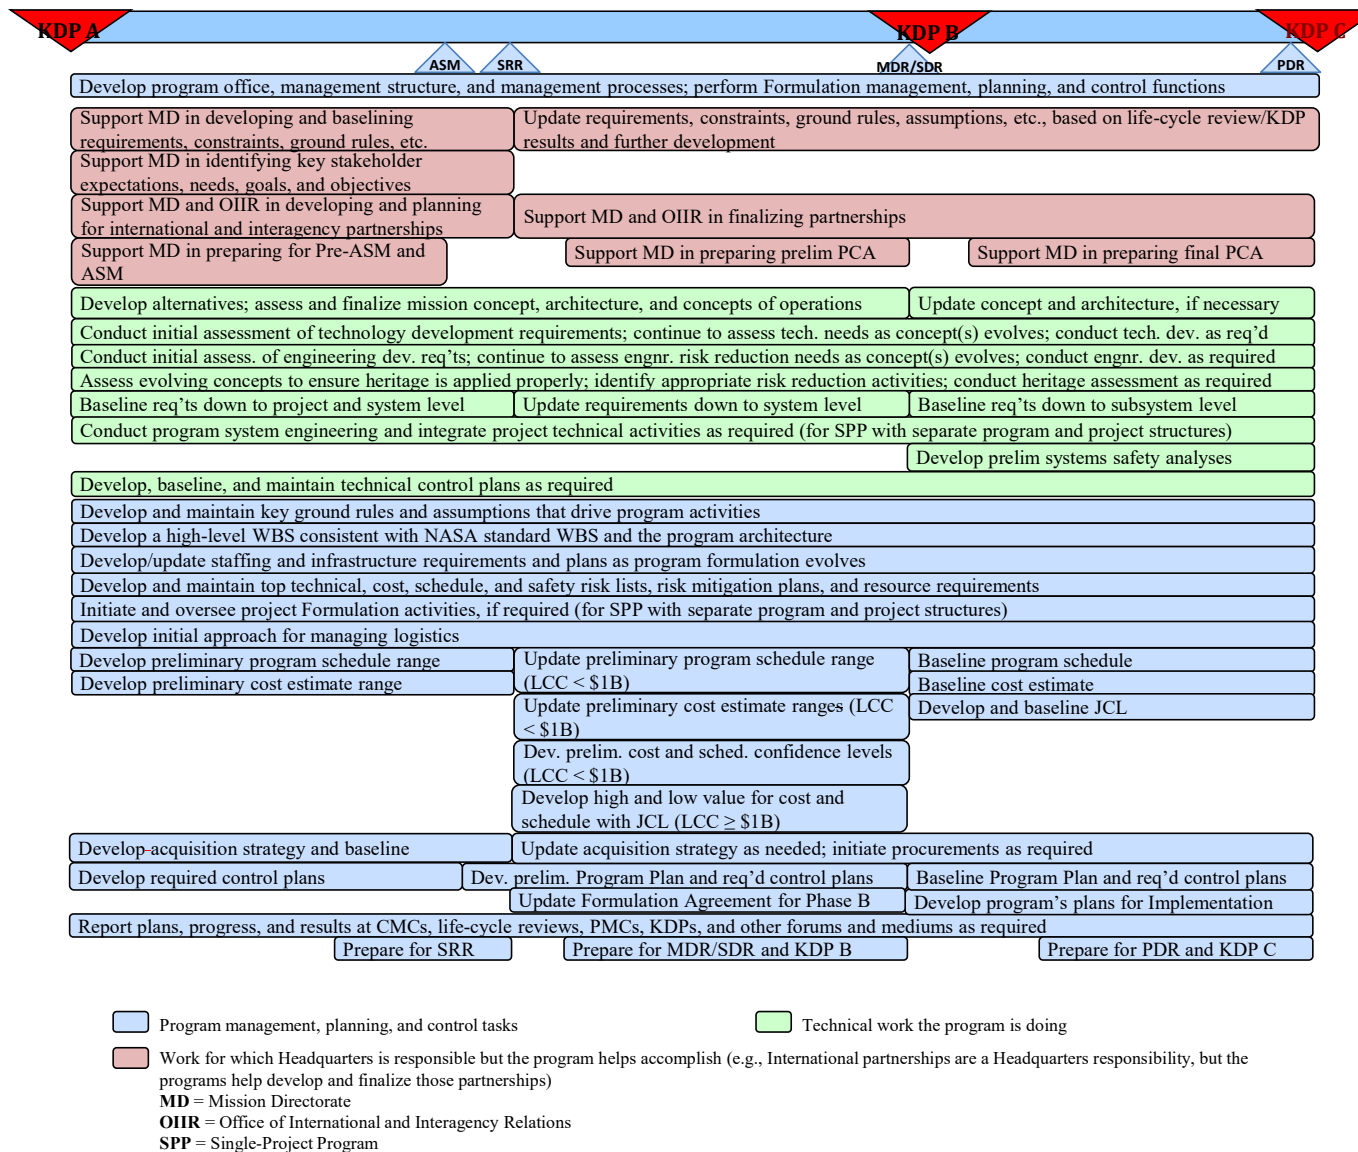 KDP A
KDP B
KDP C
ASM
SRR
MDR/SDR
PDR
Develop program office, management structure, and management processes; perform Formulation management, planning, and control functions
Support MD in developing and baselining
requirements, constraints, ground rules, etc.
Update requirements, constraints, ground rules, assumptions, etc., based on life-cycle review/KDP
results and further development
Support MD in identifying key stakeholder
expectations, needs, goals, and objectives
Support MD and OIIR in developing and planning
for international and interagency partnerships
Support MD and OIIR in finalizing partnerships
Support MD in preparing for Pre-ASM and
ASM
Support MD in preparing prelim PCA
Support MD in preparing final PCA
Develop alternatives; assess and finalize mission concept, architecture, and concepts of operations
Update concept and architecture, if necessary
Conduct initial assessment of technology development requirements; continue to assess tech. needs as concept(s) evolves; conduct tech. dev. as req’d
Conduct initial assess. of engineering dev. req’ts; continue to assess engnr. risk reduction needs as concept(s) evolves; conduct engnr. dev. as required
Assess evolving concepts to ensure heritage is applied properly; identify appropriate risk reduction activities; conduct heritage assessment as required
Baseline req’ts down to project and system level
Update requirements down to system level
Baseline req’ts down to subsystem level
Conduct program system engineering and integrate project technical activities as required (for SPP with separate program and project structures)
Develop prelim systems safety analyses
Develop, baseline, and maintain technical control plans as required
Develop and maintain key ground rules and assumptions that drive program activities
Develop a high-level WBS consistent with NASA standard WBS and the program architecture
Develop/update staffing and infrastructure requirements and plans as program formulation evolves
Develop and maintain top technical, cost, schedule, and safety risk lists, risk mitigation plans, and resource requirements
Initiate and oversee project Formulation activities, if required (for SPP with separate program and project structures)
Develop initial approach for managing logistics
Develop preliminary program schedule range
Update preliminary program schedule range
(LCC < $1B)
Baseline program schedule
Develop preliminary cost estimate range
Baseline cost estimate
Update preliminary cost estimate ranges (LCC
< $1B)
Develop and baseline JCL
Dev. prelim. cost and sched. confidence levels
(LCC < $1B)
Develop high and low value for cost and
schedule with JCL (LCC ≥ $1B)
Develop acquisition strategy and baseline
Update acquisition strategy as needed; initiate procurements as required
Develop required control plans
Dev. prelim. Program Plan and req’d control plans
Baseline Program Plan and req’d control plans
Update Formulation Agreement for Phase B
Develop program’s plans for Implementation
Report plans, progress, and results at CMCs, life-cycle reviews, PMCs, KDPs, and other forums and mediums as required
Prepare for SRR
Prepare for MDR/SDR and KDP B
Prepare for PDR and KDP C
Program management, planning, and control tasks
Technical work the program is doing
Work for which Headquarters is responsible but the program helps accomplish (e.g., International partnerships are a Headquarters responsibility, but the
programs help develop and finalize those partnerships)
MD = Mission Directorate
OIIR = Office of International and Interagency Relations
SPP = Single-Project Program